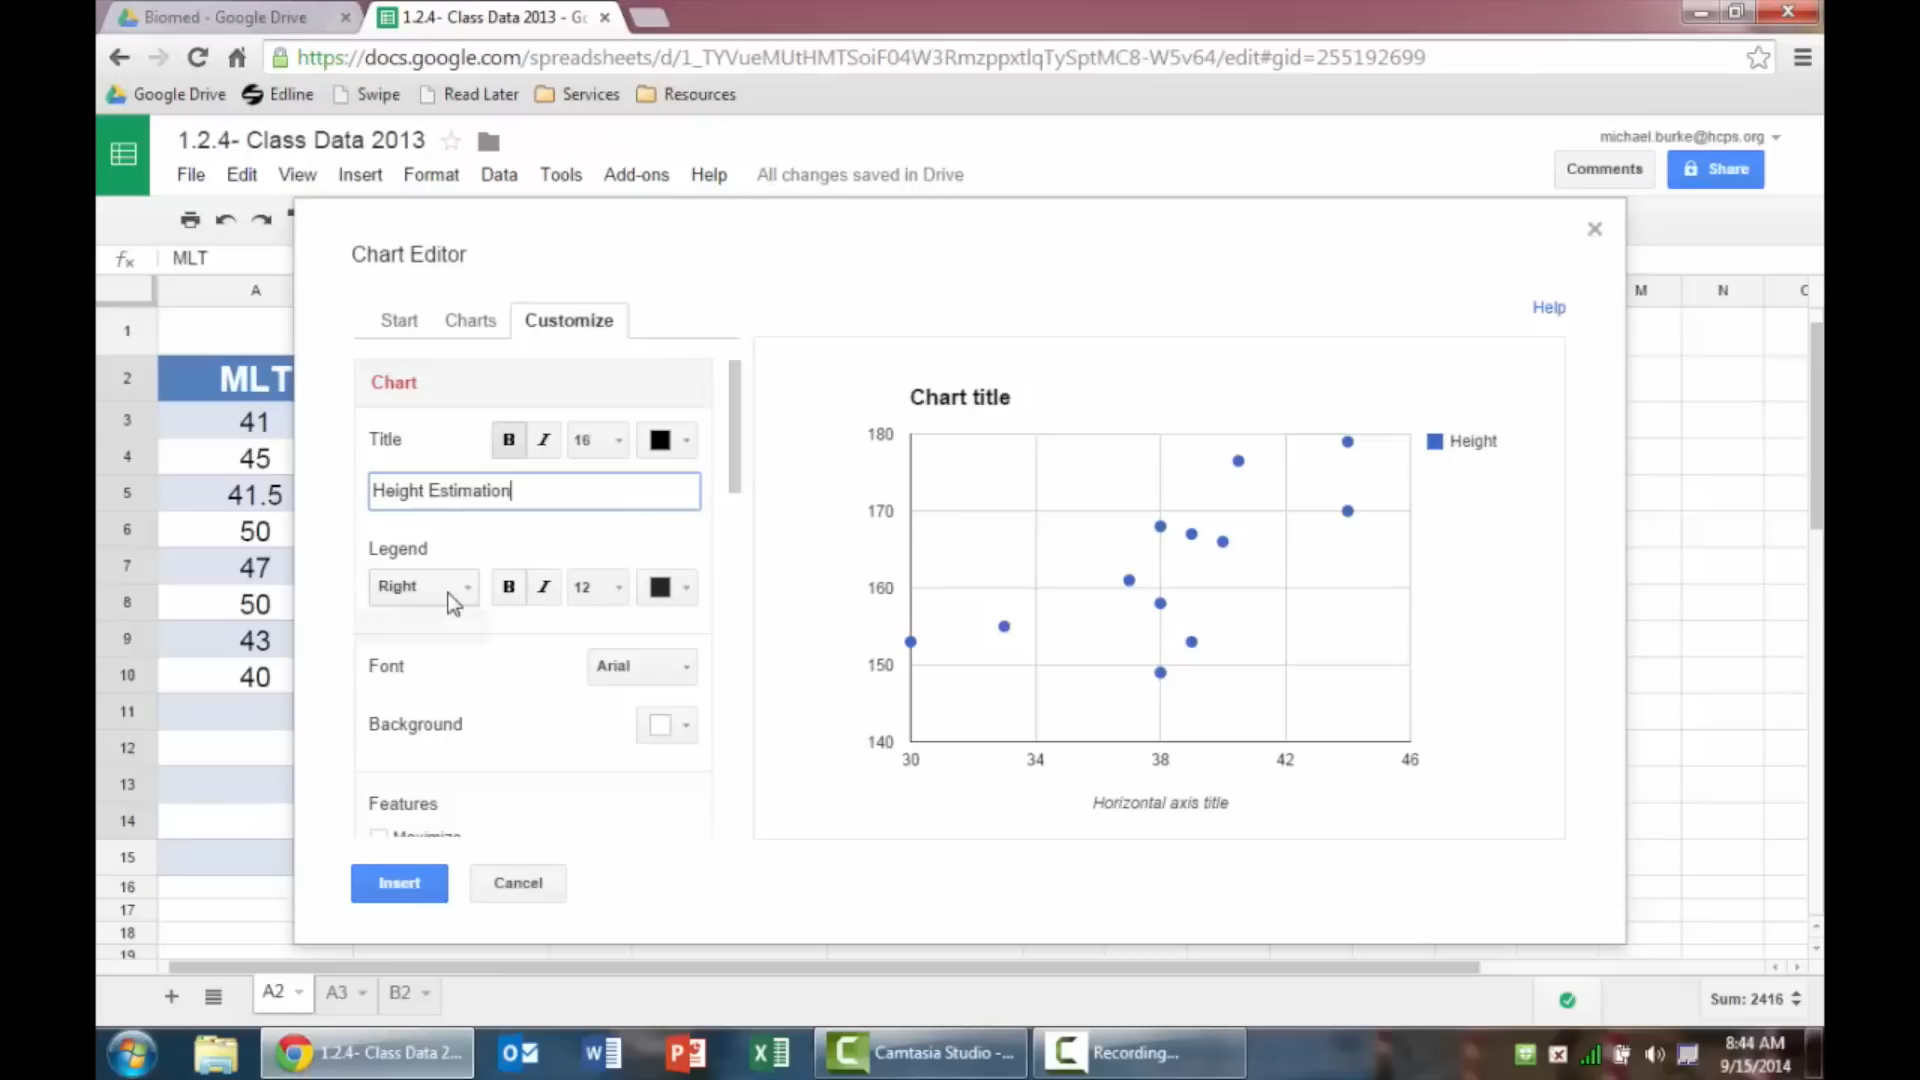 Biomed - Google Drive
1.2.4- Class Data 2013 - Go
https://docs.google.com/spreadsheets/d/1_TYVueMUtHMTSoiF04W3RmzppxtlqTySptMC8-W5v64/edit#gid=255192699
Google Drive Edline Swipe Read Later Services Resources
1.2.4- Class Data 2013
michael.burke@hcps.org
File Edit View Insert Format Data Tools Add-ons Help All changes saved in Drive
Comments Share
fx MLT
A M N C
1
2 MLT
3 41
4 45
5 41.5
6 50
7 47
8 50
9 43
10 40
11
12
13
14
15
16
17
18
19
Chart Editor
Help
Start Charts Customize
Chart
Title B I 16
Height Estimation
Legend
Right B I 12
Font Arial
Background
Features
Maximize
Insert Cancel
Chart title
Height
180
170
160
150
140
30 34 38 42 46
Horizontal axis title
A2 A3 B2
Sum: 2416
1.2.4- Class Data 2...
Camtasia Studio -...
Recording...
8:44 AM
9/15/2014